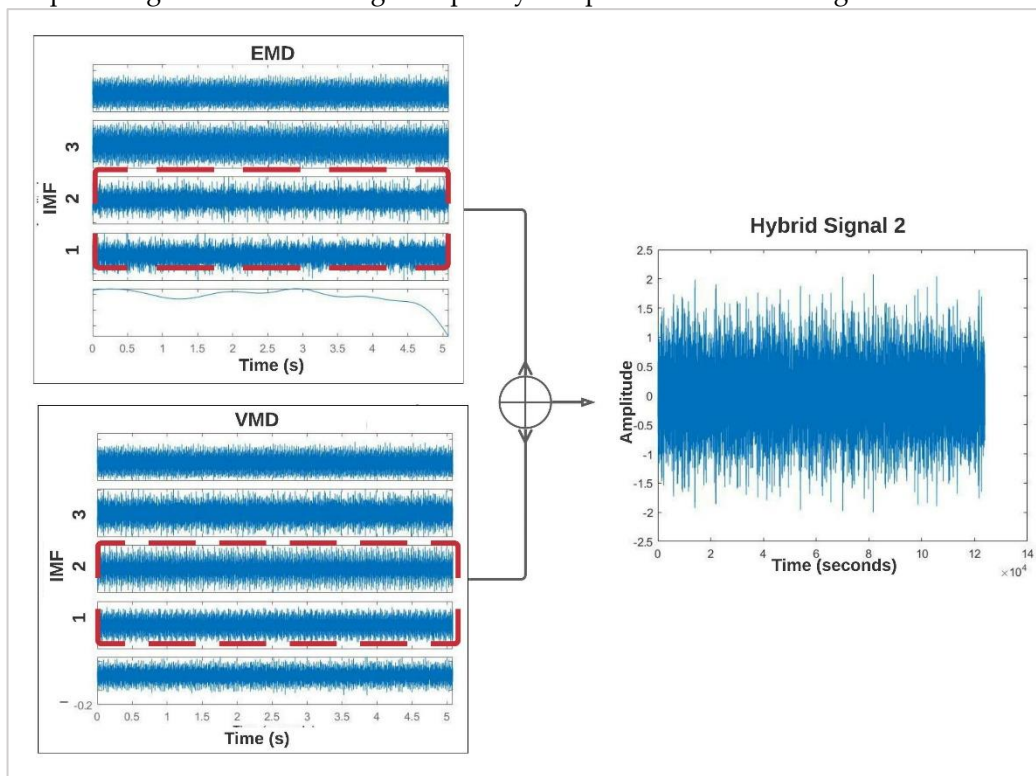 EMD
3
2
1
IMF
0 0.5 1 1.5 2 2.5 3 3.5 4 4.5 5
Time (s)
VMD
3
2
1
IMF
-0.2
0 0.5 1 1.5 2 2.5 3 3.5 4 4.5 5
Time (s)
Hybrid Signal 2
2.5
2
1.5
1
0.5
0
-0.5
-1
-1.5
-2
-2.5
Amplitude
0 2 4 6 8 10 12 14
Time (seconds)
×10⁴